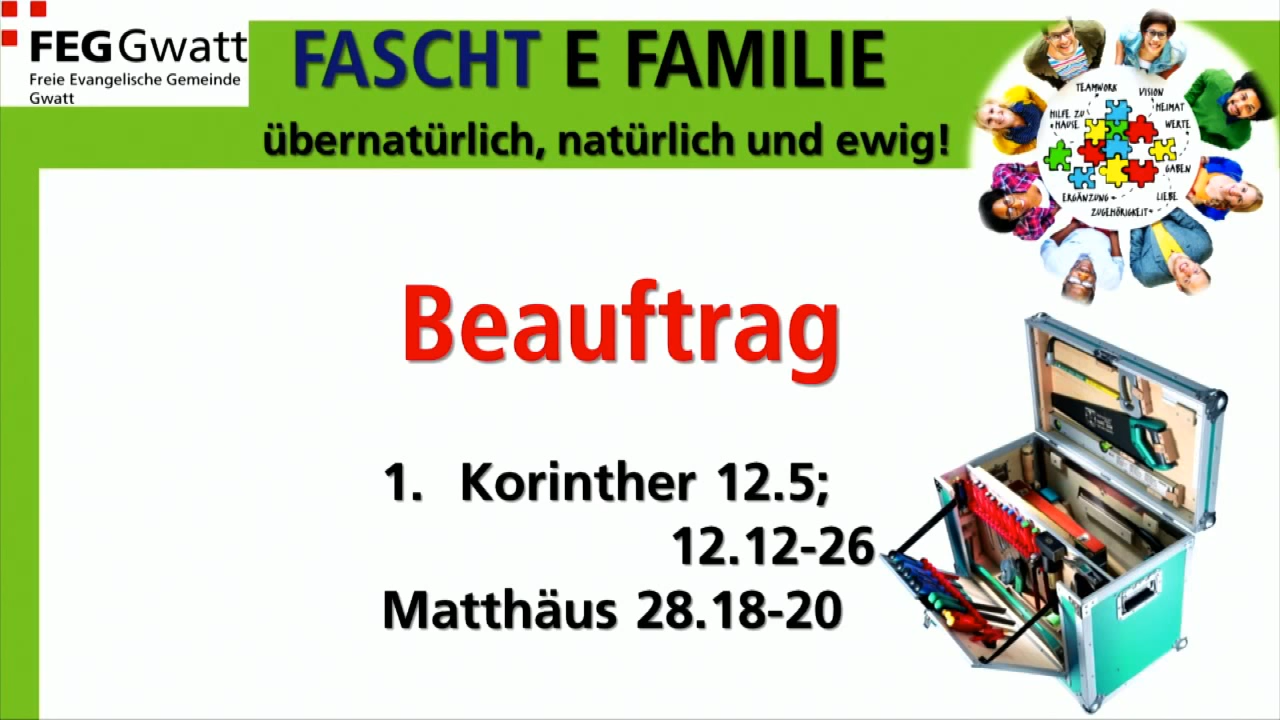 FEG Gwatt
Freie Evangelische Gemeinde
Gwatt
FASCHT E FAMILIE
übernatürlich, natürlich und ewig!
TEAMWORK
VISION
HILFE ZU
HAUSE
HEIMAT
WERTE
GABEN
ERGÄNZUNG
LIEBE
ZUGEHÖRIGKEIT
Beauftrag
1. Korinther 12.5;
12.12-26
Matthäus 28.18-20